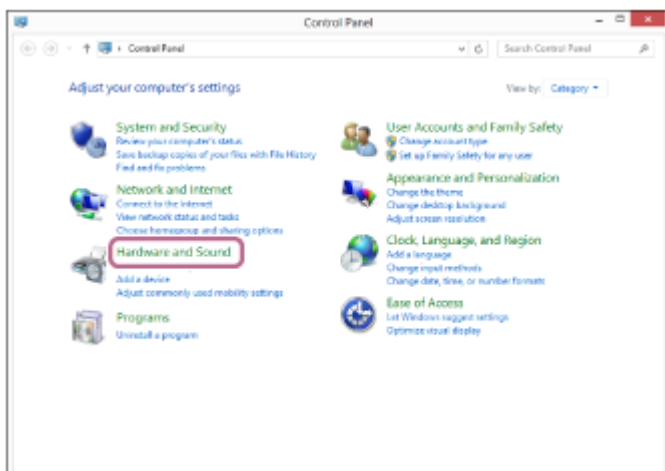 Control Panel
Control Panel
Search Control Panel
Adjust your computer's settings
View by: Category
System and Security
Review your computer's status
Save backup copies of your files with File History
Find and fix problems
Network and Internet
Connect to the Internet
View network status and tasks
Choose homegroup and sharing options
Hardware and Sound
Add a device
Adjust commonly used mobility settings
Programs
Uninstall a program
User Accounts and Family Safety
Change account type
Set up Family Safety for any user
Appearance and Personalization
Change the theme
Change desktop background
Adjust screen resolution
Clock, Language, and Region
Add a language
Change input methods
Change date, time, or number formats
Ease of Access
Let Windows suggest settings
Optimize visual display